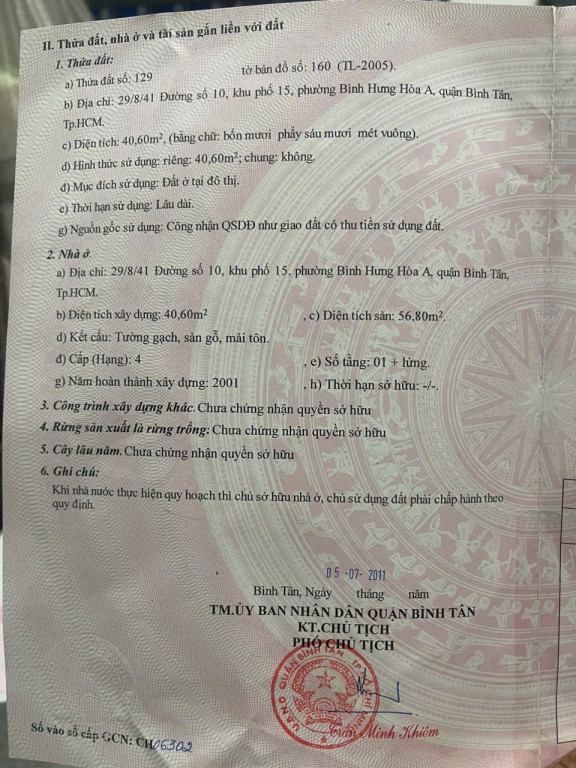 II. Thửa đất, nhà ở và tài sản gắn liền với đất
1. Thửa đất:
a) Thửa đất số: 129 tờ bản đồ số: 160 (TL-2005).
b) Địa chỉ: 29/8/41 Đường số 10, khu phố 15, phường Bình Hưng Hòa A, quận Bình Tân,
Tp.HCM.
c) Diện tích: 40,60m², (bằng chữ: bốn mươi phẩy sáu mươi mét vuông).
d) Hình thức sử dụng: riêng: 40,60m²; chung: không.
đ) Mục đích sử dụng: Đất ở tại đô thị.
e) Thời hạn sử dụng: Lâu dài.
g) Nguồn gốc sử dụng: Công nhận QSDĐ như giao đất có thu tiền sử dụng đất.
2. Nhà ở
a) Địa chỉ: 29/8/41 Đường số 10, khu phố 15, phường Bình Hưng Hòa A, quận Bình Tân,
Tp.HCM.
b) Diện tích xây dựng: 40,60m² , c) Diện tích sàn: 56,80m².
d) Kết cấu: Tường gạch, sàn gỗ, mái tôn.
đ) Cấp (Hạng): 4 , e) Số tầng: 01 + lửng.
g) Năm hoàn thành xây dựng: 2001 , h) Thời hạn sở hữu: -/-.
3. Công trình xây dựng khác. Chưa chứng nhận quyền sở hữu
4. Rừng sản xuất là rừng trồng: Chưa chứng nhận quyền sở hữu
5. Cây lâu năm. Chưa chứng nhận quyền sở hữu
6. Ghi chú:
Khi nhà nước thực hiện quy hoạch thì chủ sở hữu nhà ở, chủ sử dụng đất phải chấp hành theo
quy định.
05 -07- 2011
Bình Tân, Ngày tháng năm
TM.ỦY BAN NHÂN DÂN QUẬN BÌNH TÂN
KT.CHỦ TỊCH
PHÓ CHỦ TỊCH
U.B.N.D QUẬN BÌNH TÂN T.P HỒ CHÍ MINH
Trần Minh Khiêm
Số vào sổ cấp GCN: CH06302